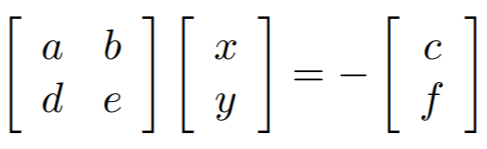 [ a b ] [ x ] = − [ c ]
[ d e ] [ y ] [ f ]